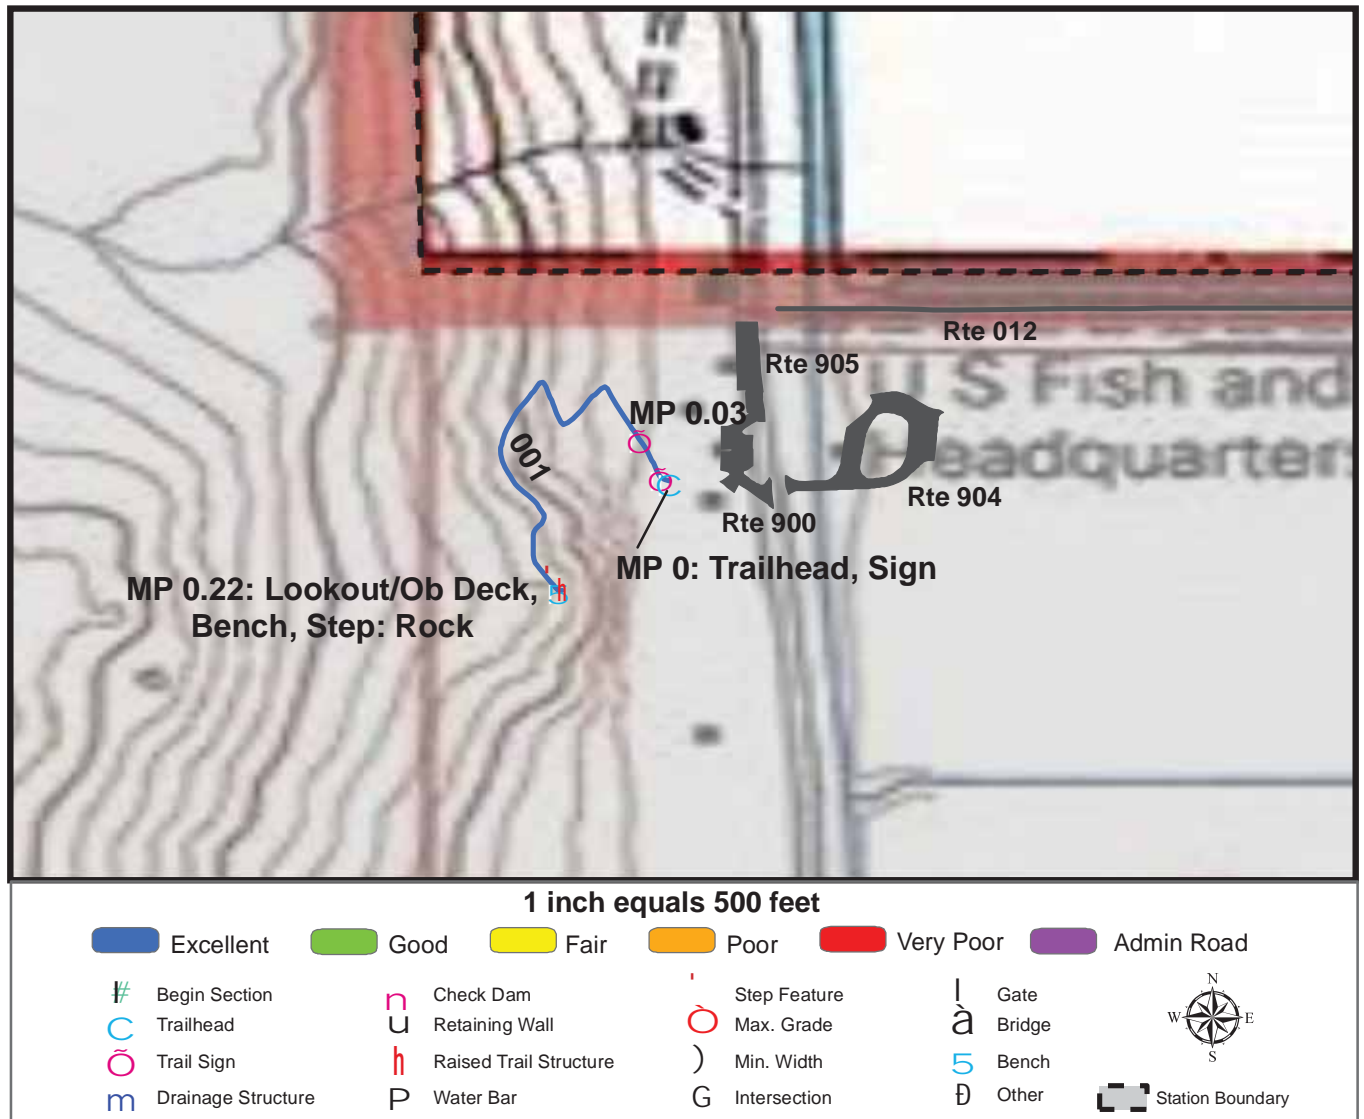 Rte 012
Rte 905
U S Fish and
Headquarters
MP 0.03
001
Rte 904
Rte 900
MP 0: Trailhead, Sign
MP 0.22: Lookout/Ob Deck,
Bench, Step: Rock
1 inch equals 500 feet
Excellent
Good
Fair
Poor
Very Poor
Admin Road
# Begin Section
C Trailhead
Õ Trail Sign
m Drainage Structure
n Check Dam
u Retaining Wall
h Raised Trail Structure
P Water Bar
' Step Feature
Ò Max. Grade
) Min. Width
G Intersection
l Gate
à Bridge
5 Bench
Ð Other
N
W E
S
Station Boundary